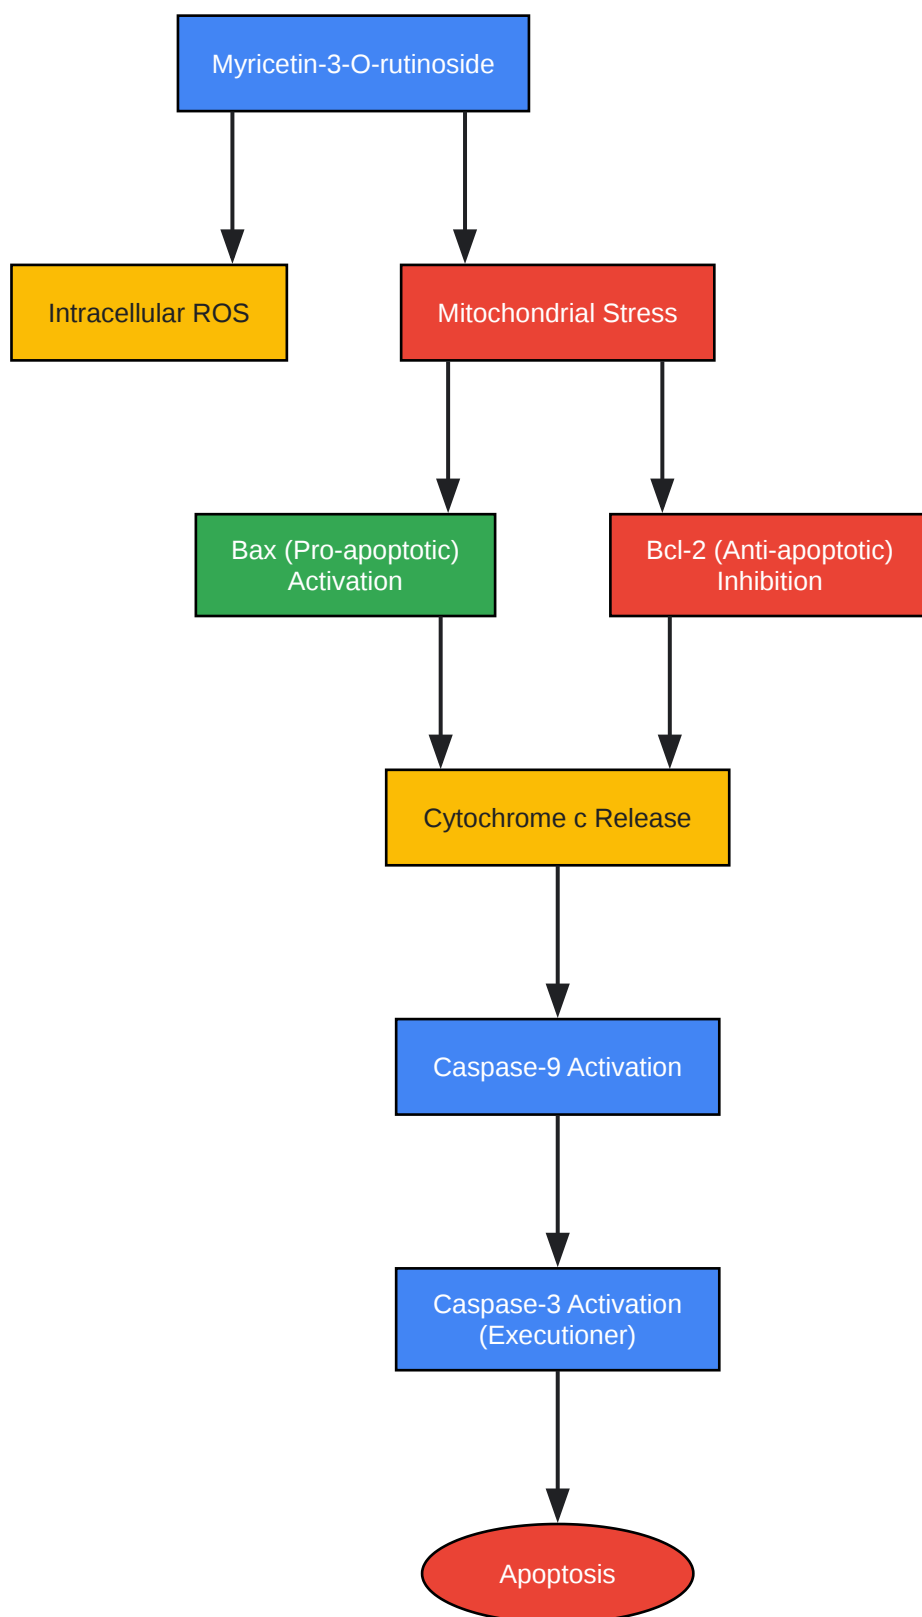 Myricetin-3-O-rutinoside
Intracellular ROS
Mitochondrial Stress
Bax (Pro-apoptotic)
Activation
Bcl-2 (Anti-apoptotic)
Inhibition
Cytochrome c Release
Caspase-9 Activation
Caspase-3 Activation
(Executioner)
Apoptosis